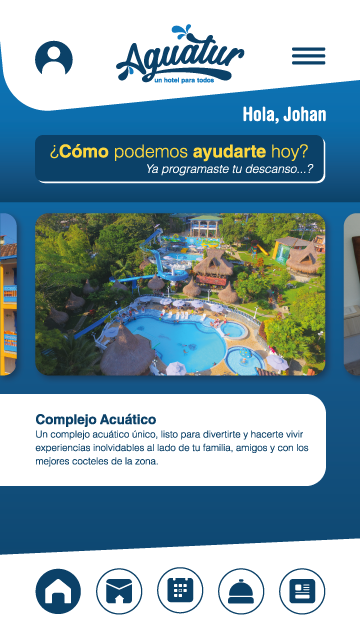 Aguatur
un hotel para todos
Hola, Johan
¿Cómo podemos ayudarte hoy?
Ya programaste tu descanso...?
Complejo Acuático
Un complejo acuático único, listo para divertirte y hacerte vivir
experiencias inolvidables al lado de tu familia, amigos y con los
mejores cocteles de la zona.